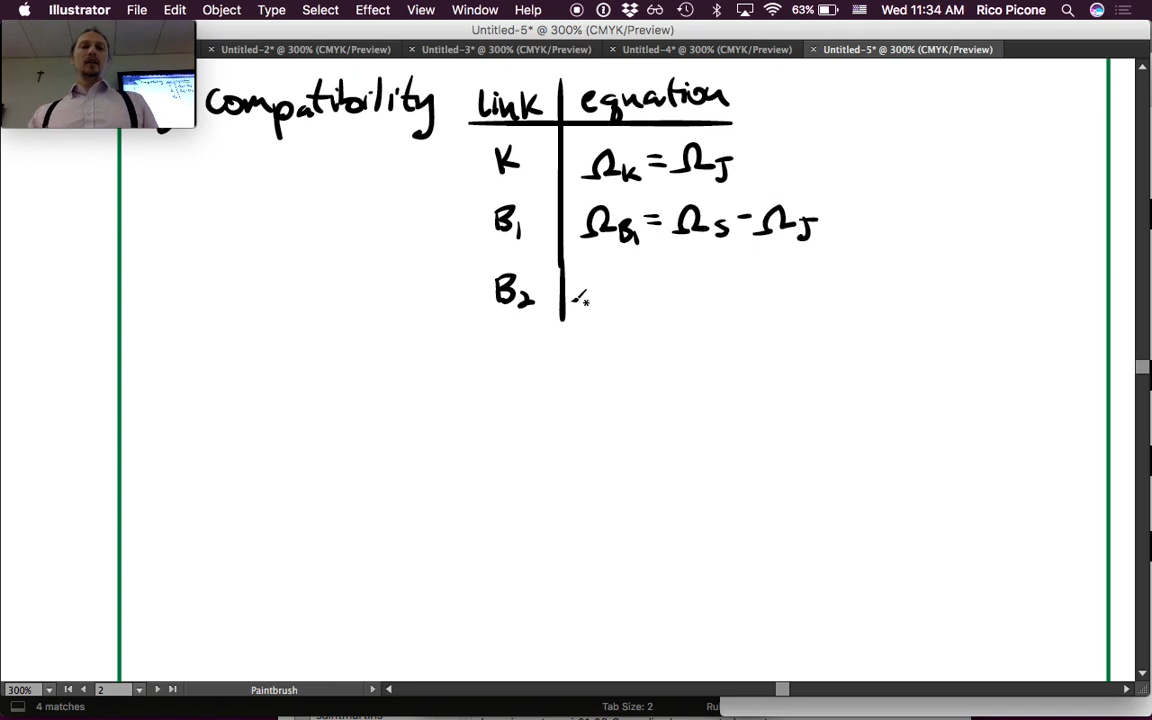 Illustrator File Edit Object Type Select Effect View Window Help 63% Wed 11:34 AM Rico Picone
Untitled-5* @ 300% (CMYK/Preview)
× Untitled-2* @ 300% (CMYK/Preview) × Untitled-3* @ 300% (CMYK/Preview) × Untitled-4* @ 300% (CMYK/Preview) × Untitled-5* @ 300% (CMYK/Preview)
compatibility link equation
K Ω_K = Ω_J
B₁ Ω_B₁ = Ω_S - Ω_J
B₂
300% 2 Paintbrush
4 matches Tab Size: 2 Ru